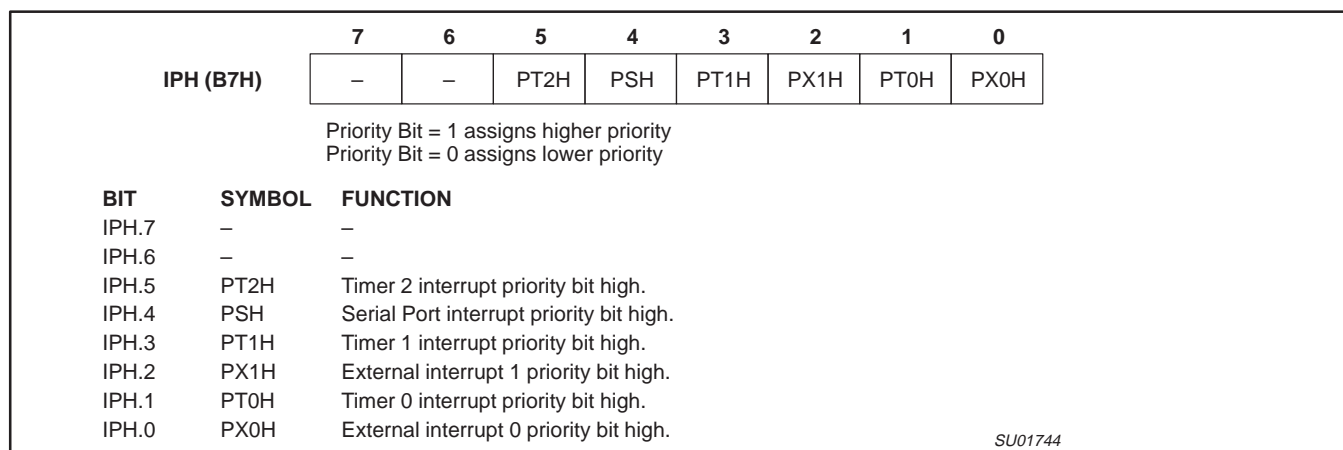 7 6 5 4 3 2 1 0
IPH (B7H) – – PT2H PSH PT1H PX1H PT0H PX0H
Priority Bit = 1 assigns higher priority
Priority Bit = 0 assigns lower priority
BIT SYMBOL FUNCTION
IPH.7 – –
IPH.6 – –
IPH.5 PT2H Timer 2 interrupt priority bit high.
IPH.4 PSH Serial Port interrupt priority bit high.
IPH.3 PT1H Timer 1 interrupt priority bit high.
IPH.2 PX1H External interrupt 1 priority bit high.
IPH.1 PT0H Timer 0 interrupt priority bit high.
IPH.0 PX0H External interrupt 0 priority bit high.
SU01744